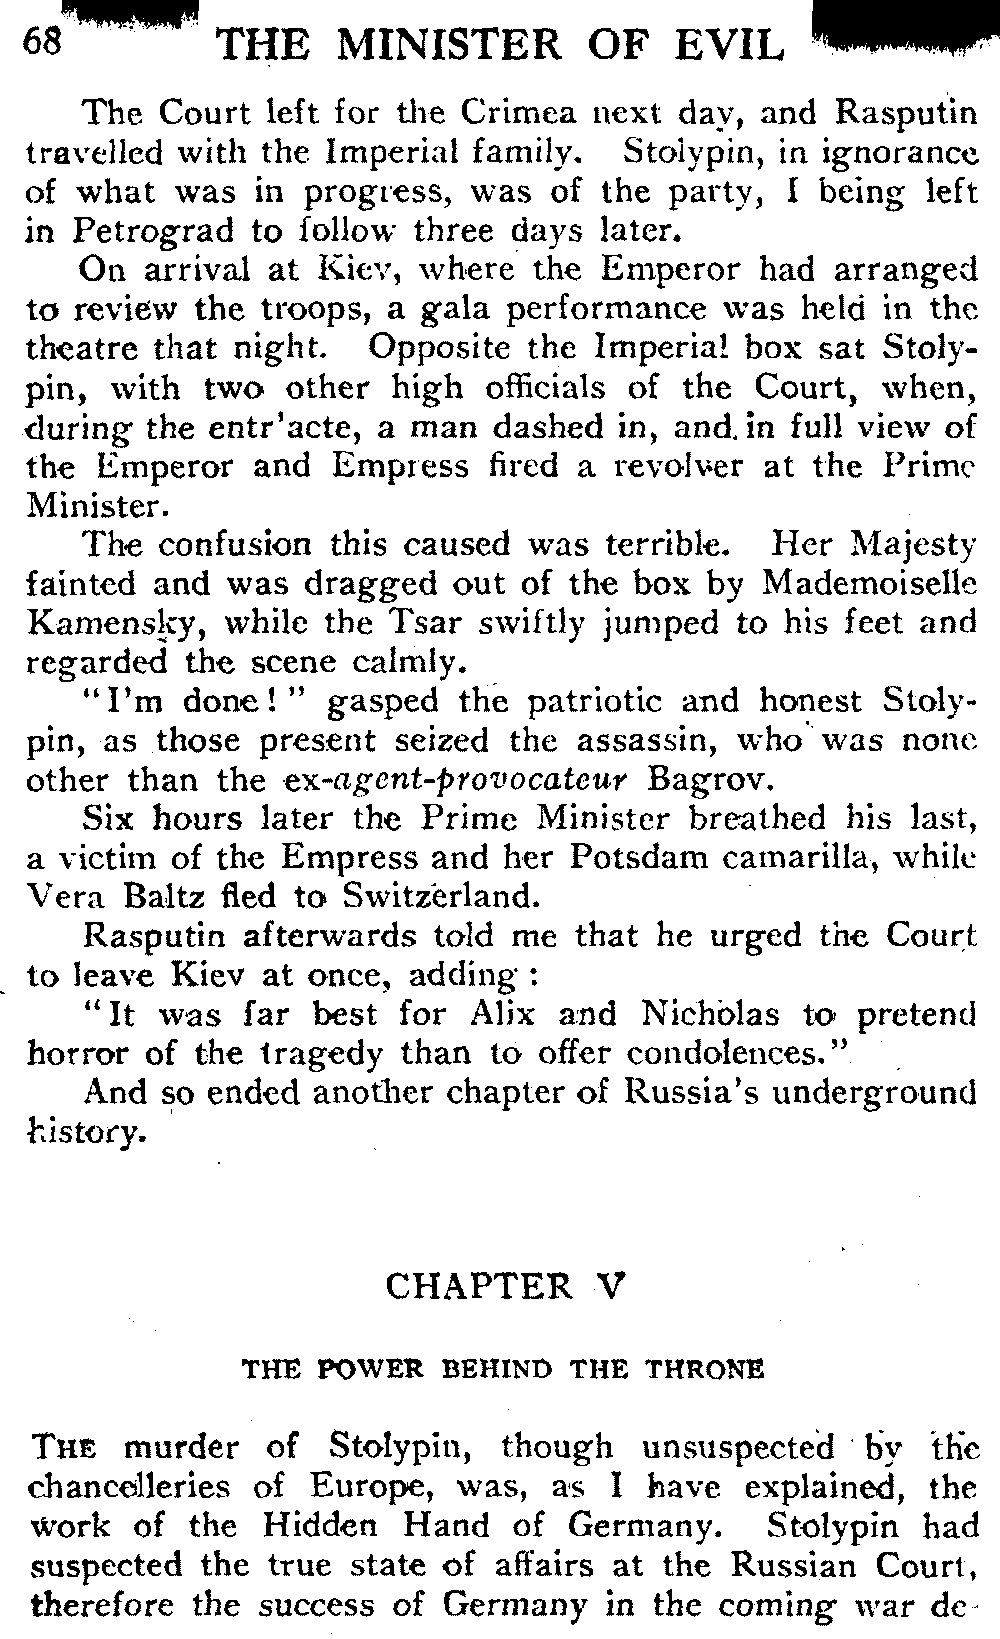 68 THE MINISTER OF EVIL
The Court left for the Crimea next day, and Rasputin
travelled with the Imperial family. Stolypin, in ignorance
of what was in progress, was of the party, I being left
in Petrograd to follow three days later.
On arrival at Kiev, where the Emperor had arranged
to review the troops, a gala performance was held in the
theatre that night. Opposite the Imperial box sat Stoly-
pin, with two other high officials of the Court, when,
during the entr'acte, a man dashed in, and in full view of
the Emperor and Empress fired a revolver at the Prime
Minister.
The confusion this caused was terrible. Her Majesty
fainted and was dragged out of the box by Mademoiselle
Kamensky, while the Tsar swiftly jumped to his feet and
regarded the scene calmly.
"I'm done!" gasped the patriotic and honest Stoly-
pin, as those present seized the assassin, who was none
other than the ex-agent-provocateur Bagrov.
Six hours later the Prime Minister breathed his last,
a victim of the Empress and her Potsdam camarilla, while
Vera Baltz fled to Switzerland.
Rasputin afterwards told me that he urged the Court
to leave Kiev at once, adding:
"It was far best for Alix and Nicholas to pretend
horror of the tragedy than to offer condolences."
And so ended another chapter of Russia's underground
history.
CHAPTER V
THE POWER BEHIND THE THRONE
THE murder of Stolypin, though unsuspected by the
chancelleries of Europe, was, as I have explained, the
work of the Hidden Hand of Germany. Stolypin had
suspected the true state of affairs at the Russian Court,
therefore the success of Germany in the coming war de-